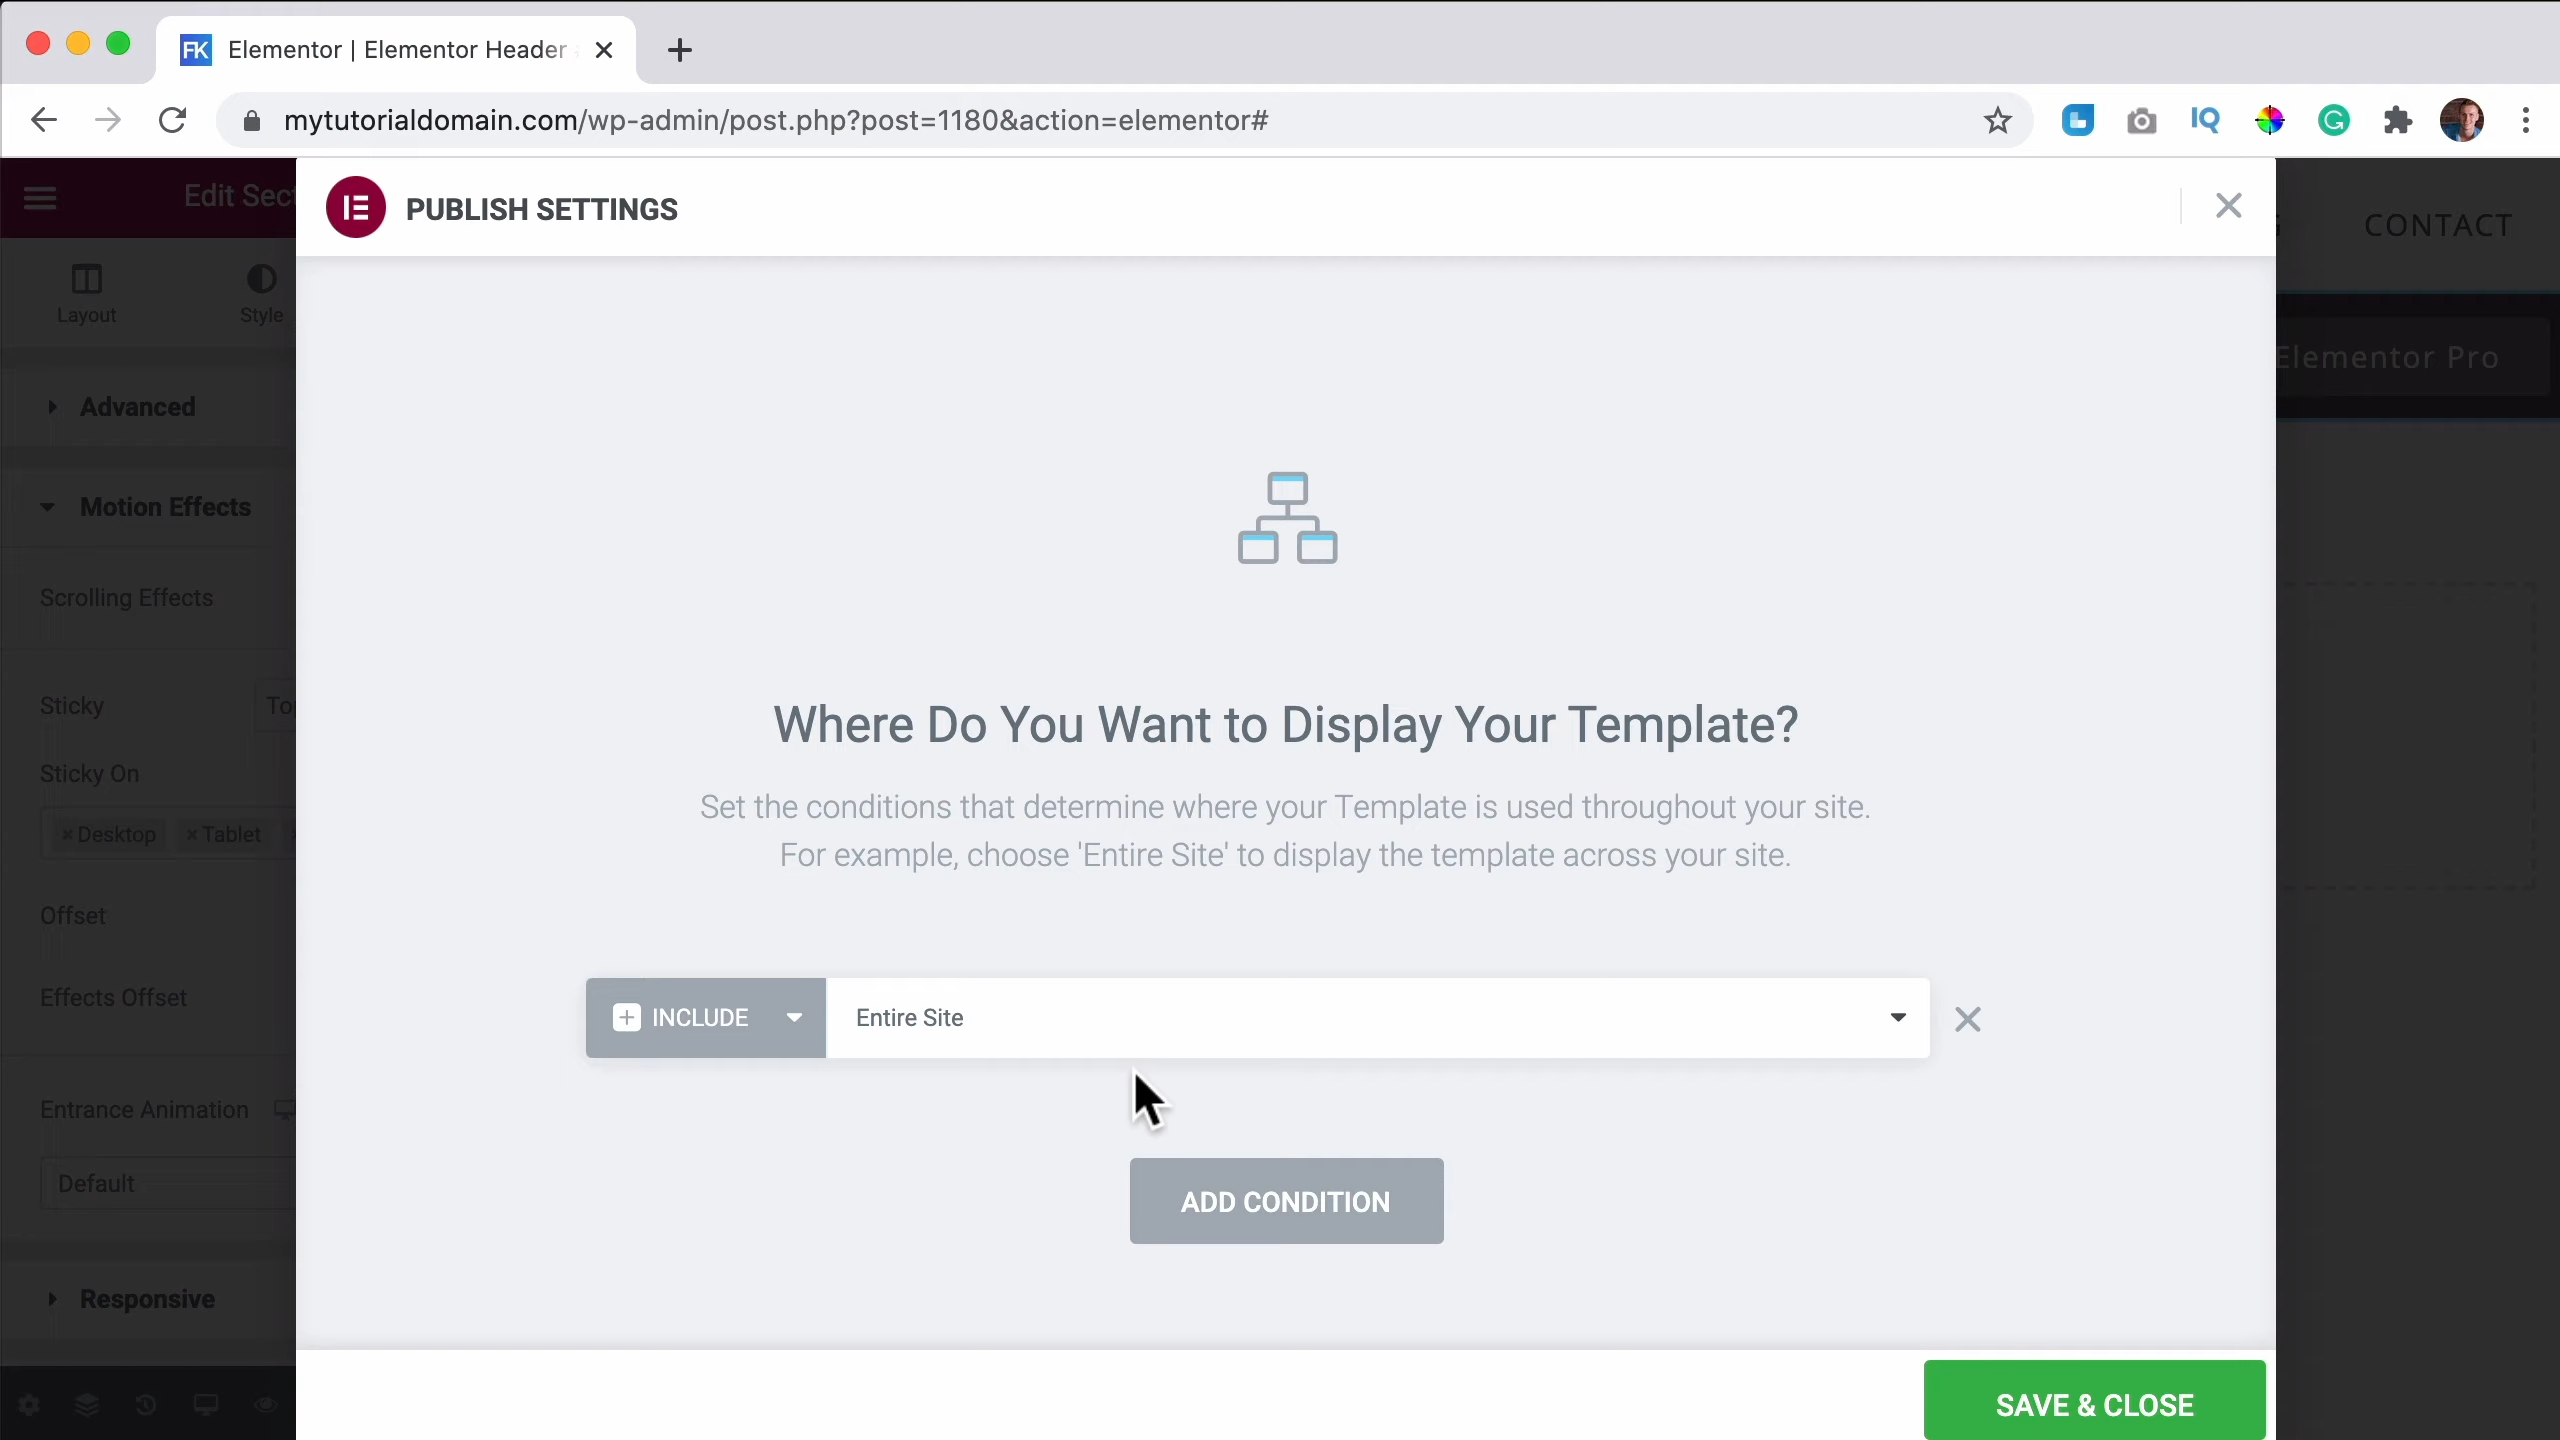 FK Elementor | Elementor Header
mytutorialdomain.com/wp-admin/post.php?post=1180&action=elementor#
IQ
Edit Sect
PUBLISH SETTINGS
CONTACT
Layout
Style
Elementor Pro
Advanced
Motion Effects
Scrolling Effects
Sticky
To
Sticky On
× Desktop × Tablet
Offset
Effects Offset
Entrance Animation
Default
Responsive
Where Do You Want to Display Your Template?
Set the conditions that determine where your Template is used throughout your site.
For example, choose 'Entire Site' to display the template across your site.
INCLUDE
Entire Site
ADD CONDITION
SAVE & CLOSE